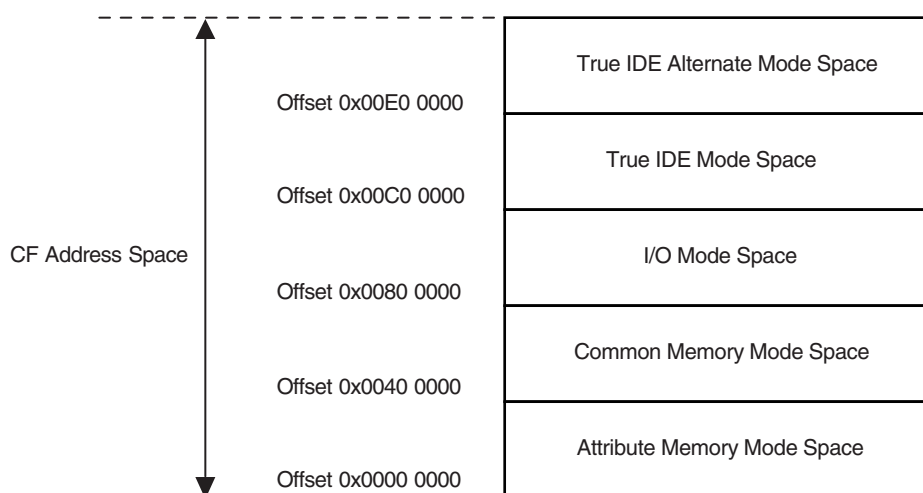 True IDE Alternate Mode Space
Offset 0x00E0 0000
True IDE Mode Space
Offset 0x00C0 0000
CF Address Space
I/O Mode Space
Offset 0x0080 0000
Common Memory Mode Space
Offset 0x0040 0000
Attribute Memory Mode Space
Offset 0x0000 0000